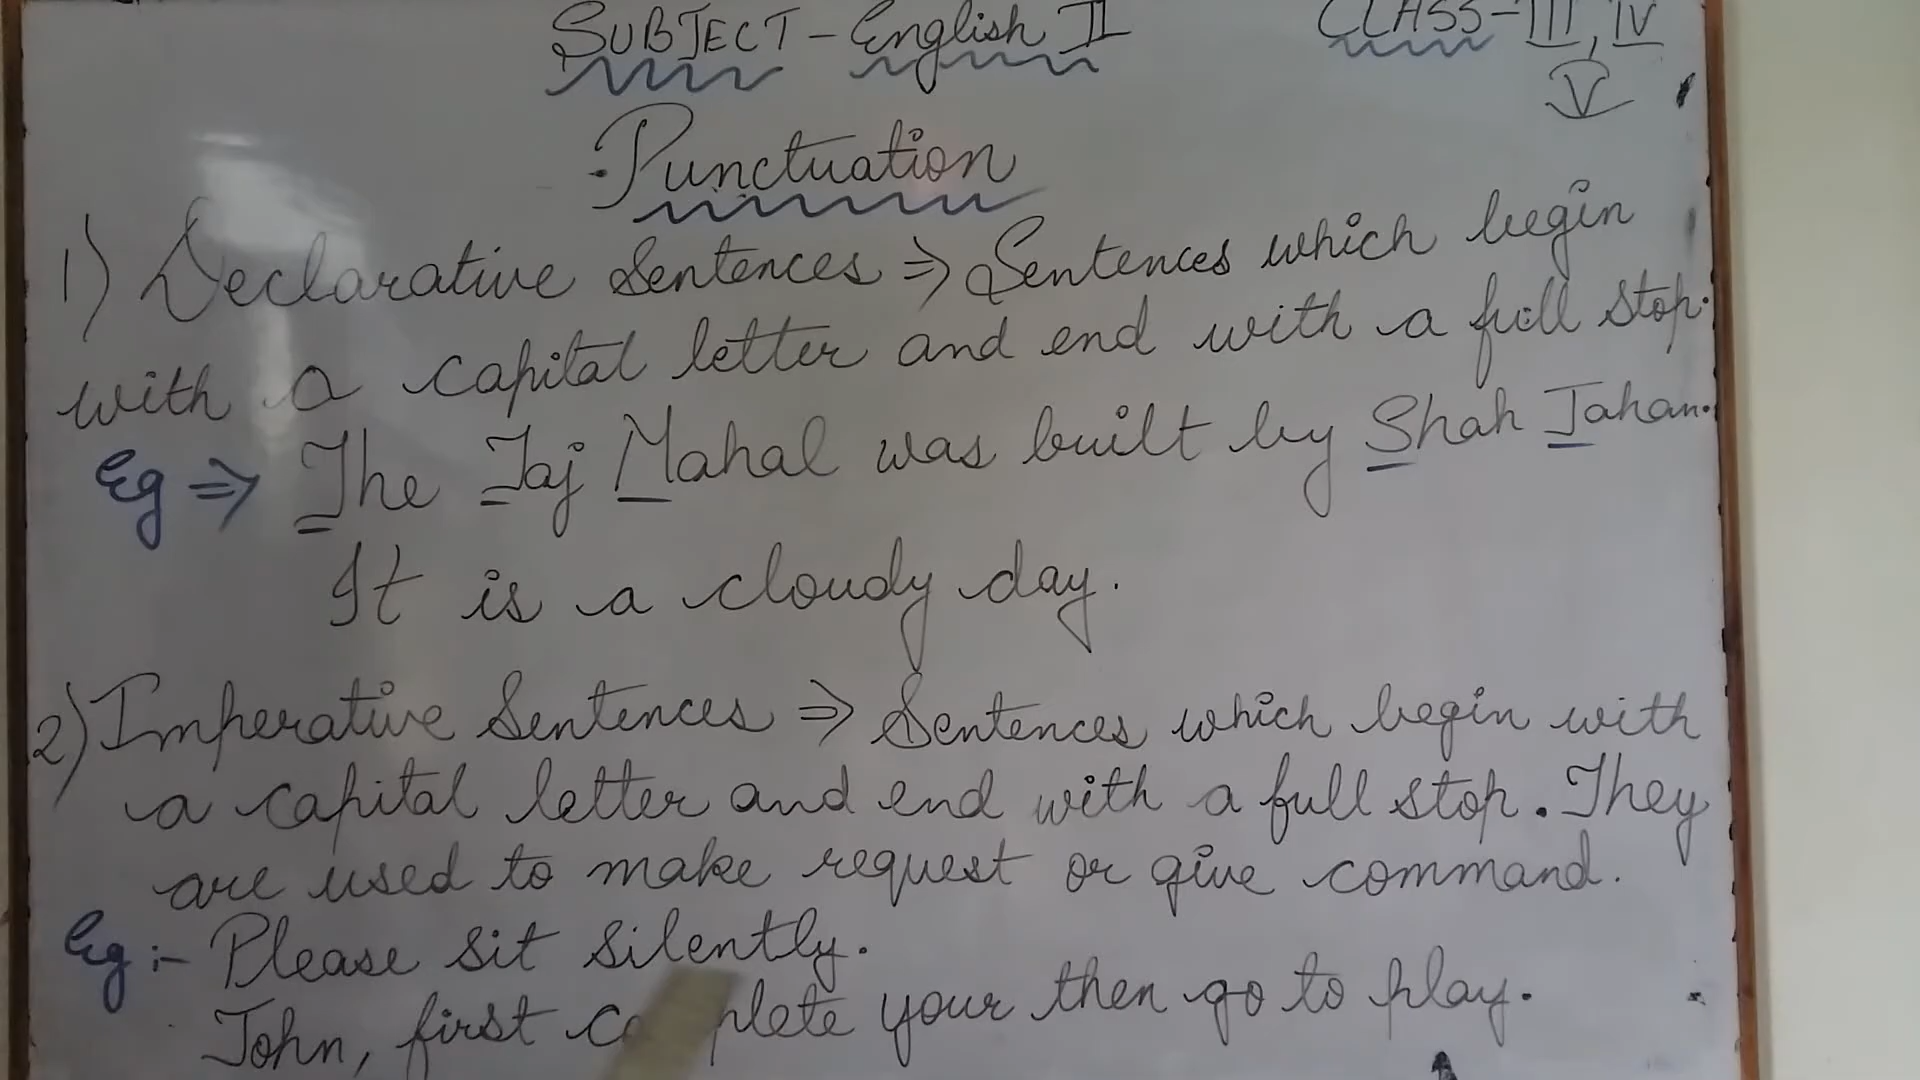 SUBJECT - English II
CLASS - III, IV
V
Punctuation
1) Declarative Sentences ⇒ Sentences which begin
with a capital letter and end with a full stop.
Eg ⇒ The Taj Mahal was built by Shah Jahan.
It is a cloudy day.
2) Imperative Sentences ⇒ Sentences which begin with
a capital letter and end with a full stop. They
are used to make request or give command.
Eg :- Please sit silently.
John, first your then go to play.